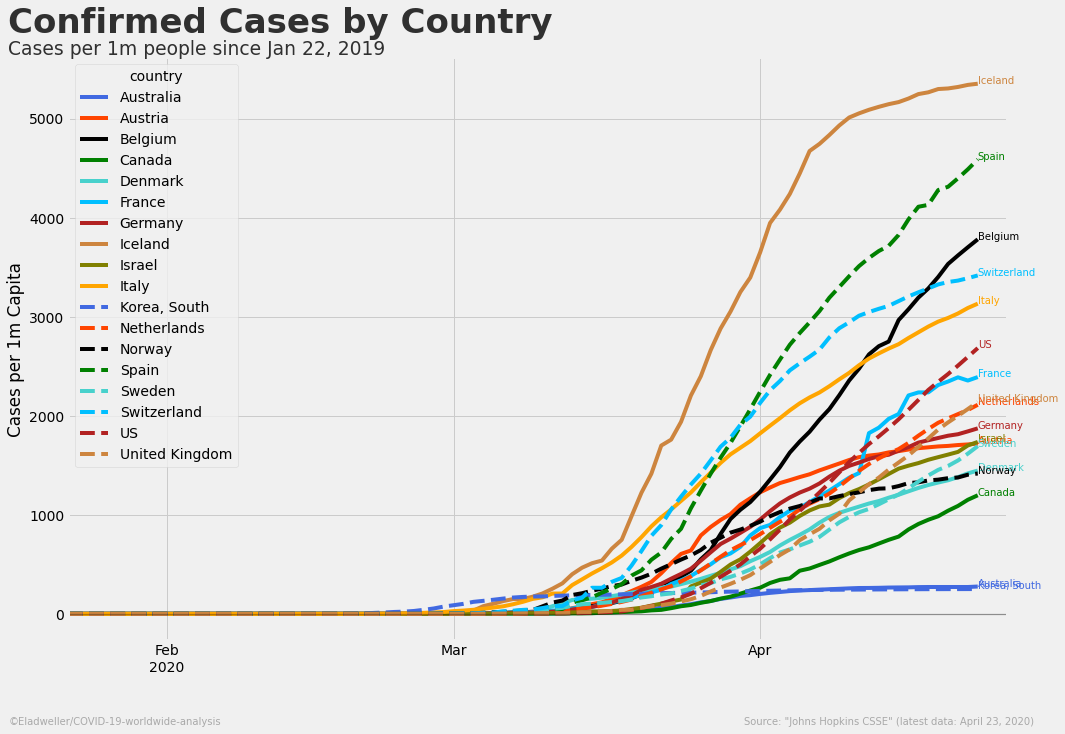 Confirmed Cases by Country
Cases per 1m people since Jan 22, 2019
country
Australia
Austria
Belgium
Canada
Denmark
France
Germany
Iceland
Israel
Italy
Korea, South
Netherlands
Norway
Spain
Sweden
Switzerland
US
United Kingdom
Cases per 1m Capita
5000
4000
3000
2000
1000
0
Iceland
Spain
Belgium
Switzerland
Italy
US
France
United Kingdom
Netherlands
Germany
Israel
Austria
Sweden
Denmark
Norway
Canada
Australia
Korea, South
Feb
2020
Mar
Apr
©Eladweller/COVID-19-worldwide-analysis
Source: "Johns Hopkins CSSE" (latest data: April 23, 2020)